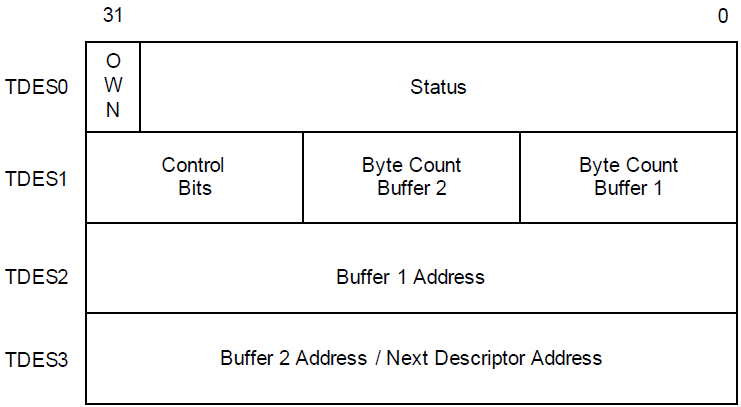 31 0
TDES0
O
W
N
Status
TDES1
Control
Bits
Byte Count
Buffer 2
Byte Count
Buffer 1
TDES2
Buffer 1 Address
TDES3
Buffer 2 Address / Next Descriptor Address